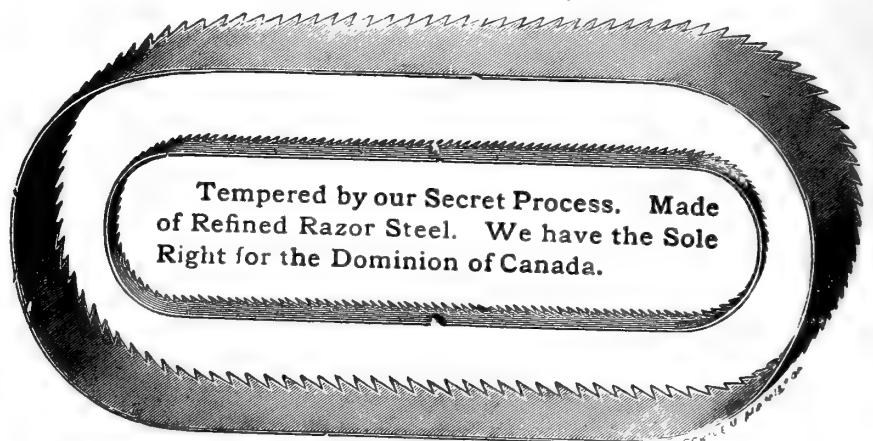 Tempered by our Secret Process. Made
of Refined Razor Steel. We have the Sole
Right for the Dominion of Canada.